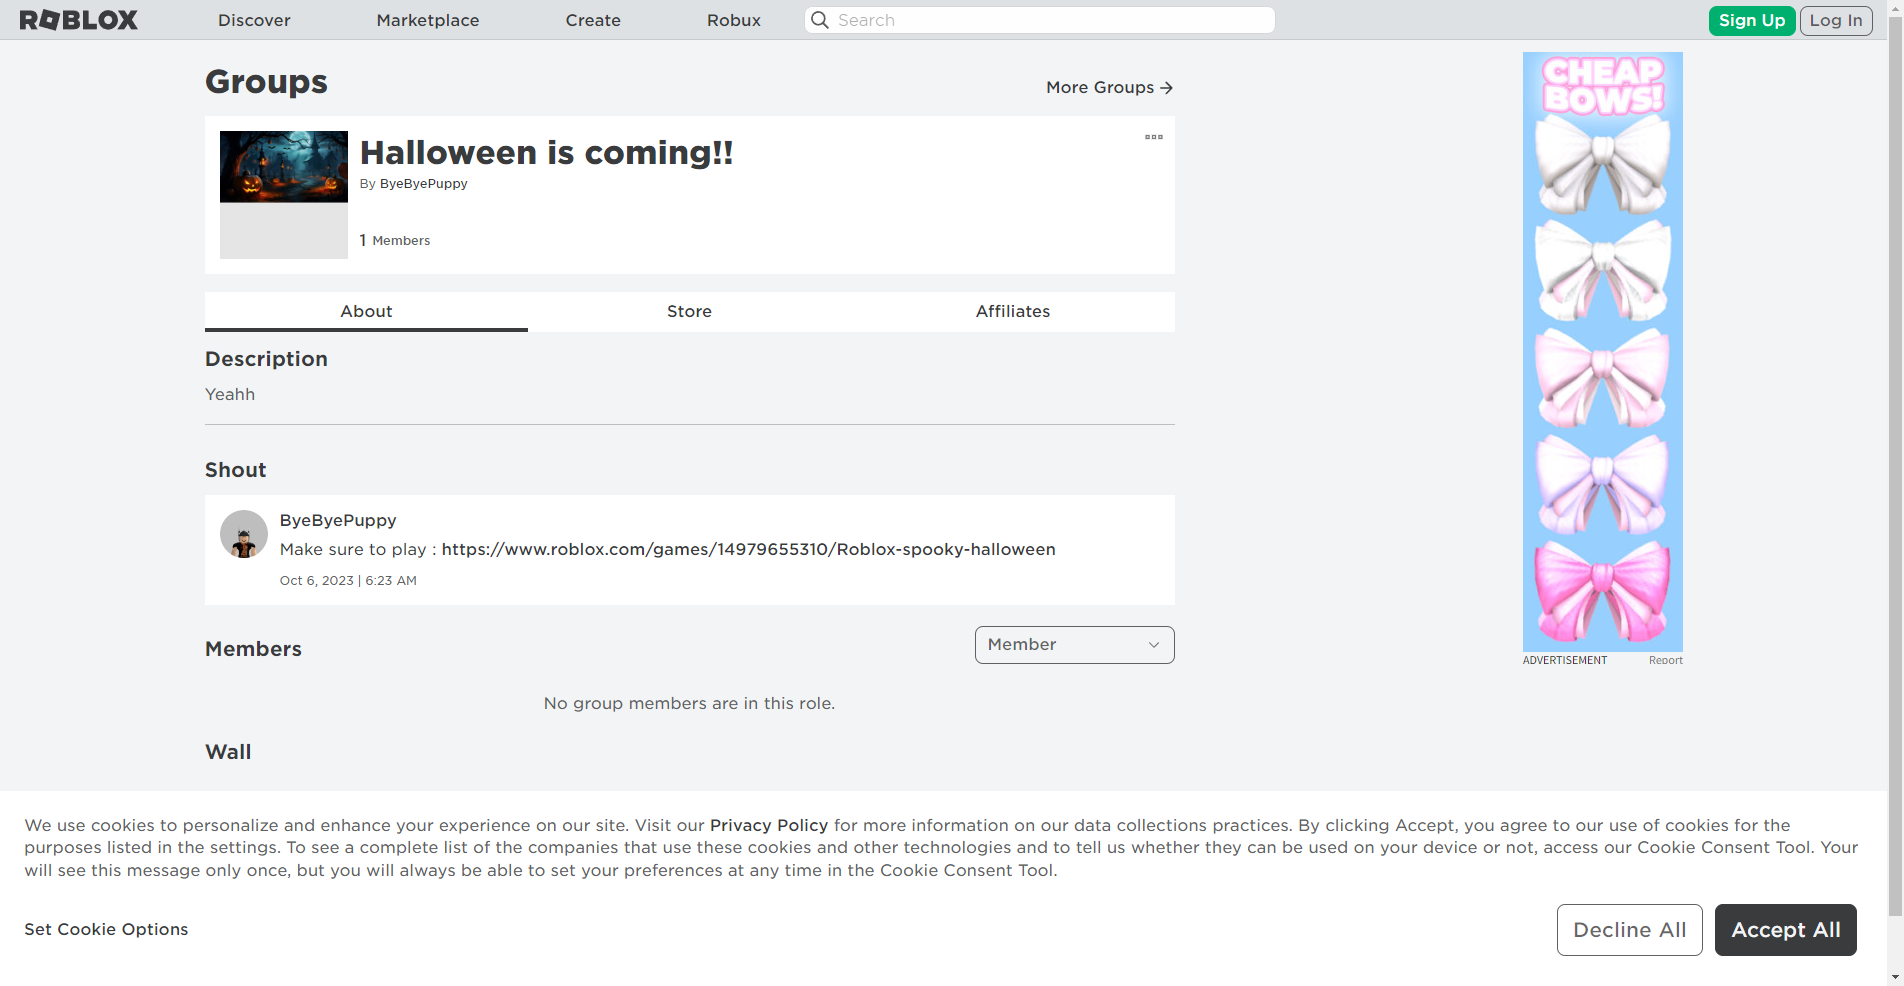 ROBLOX
Discover
Marketplace
Create
Robux
Search
Sign Up
Log In
Groups
More Groups
Halloween is coming!!
By ByeByePuppy
1 Members
About
Store
Affiliates
Description
Yeahh
Shout
ByeByePuppy
Make sure to play : https://www.roblox.com/games/14979655310/Roblox-spooky-halloween
Oct 6, 2023 | 6:23 AM
Members
Member
No group members are in this role.
Wall
CHEAP
BOWS!
ADVERTISEMENT
Report
We use cookies to personalize and enhance your experience on our site. Visit our Privacy Policy for more information on our data collections practices. By clicking Accept, you agree to our use of cookies for the
purposes listed in the settings. To see a complete list of the companies that use these cookies and other technologies and to tell us whether they can be used on your device or not, access our Cookie Consent Tool. Your
will see this message only once, but you will always be able to set your preferences at any time in the Cookie Consent Tool.
Set Cookie Options
Decline All
Accept All